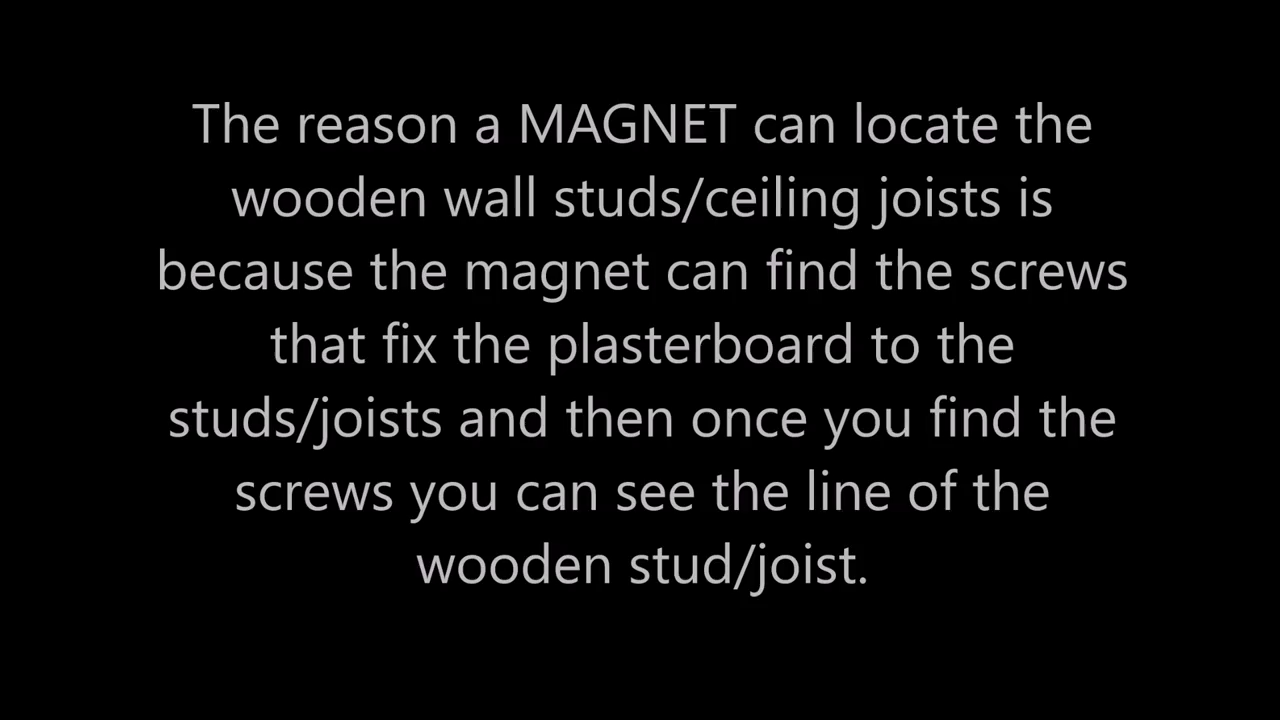 The reason a MAGNET can locate the
wooden wall studs/ceiling joists is
because the magnet can find the screws
that fix the plasterboard to the
studs/joists and then once you find the
screws you can see the line of the
wooden stud/joist.